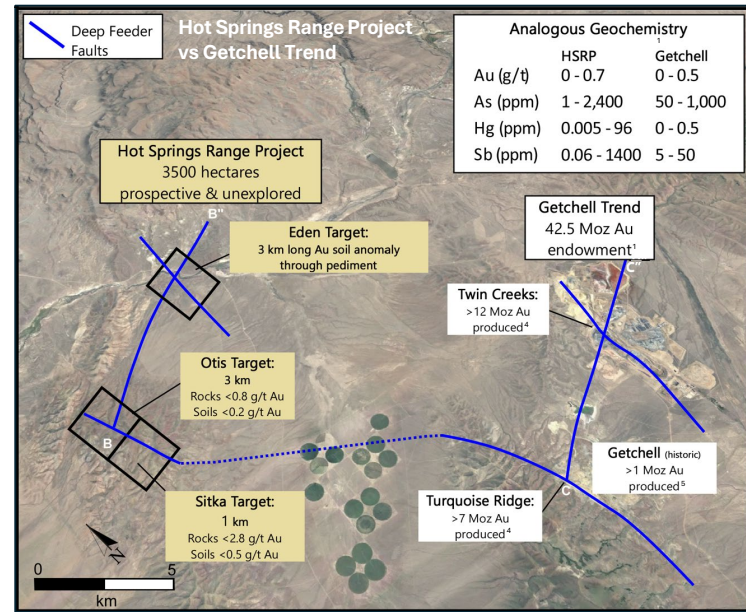 Deep Feeder
Faults
Hot Springs Range Project
vs Getchell Trend
Analogous Geochemistry
1
HSRP Getchell
Au (g/t) 0 - 0.7 0 - 0.5
As (ppm) 1 - 2,400 50 - 1,000
Hg (ppm) 0.005 - 96 0 - 0.5
Sb (ppm) 0.06 - 1400 5 - 50
Hot Springs Range Project
3500 hectares
prospective & unexplored
B"
Eden Target:
3 km long Au soil anomaly
through pediment
Getchell Trend
42.5 Moz Au
endowment¹
C"
Twin Creeks:
>12 Moz Au
produced⁴
Otis Target:
3 km
Rocks <0.8 g/t Au
Soils <0.2 g/t Au
B
Getchell (historic)
>1 Moz Au
produced⁵
C
Sitka Target:
1 km
Rocks <2.8 g/t Au
Soils <0.5 g/t Au
Turquoise Ridge:
>7 Moz Au
produced⁴
N
0 5
km